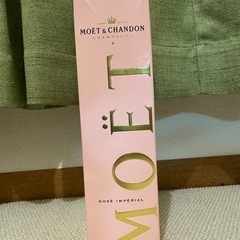 MOËT & CHANDON
CHAMPAGNE
MOËT
ROSÉ IMPÉRIAL